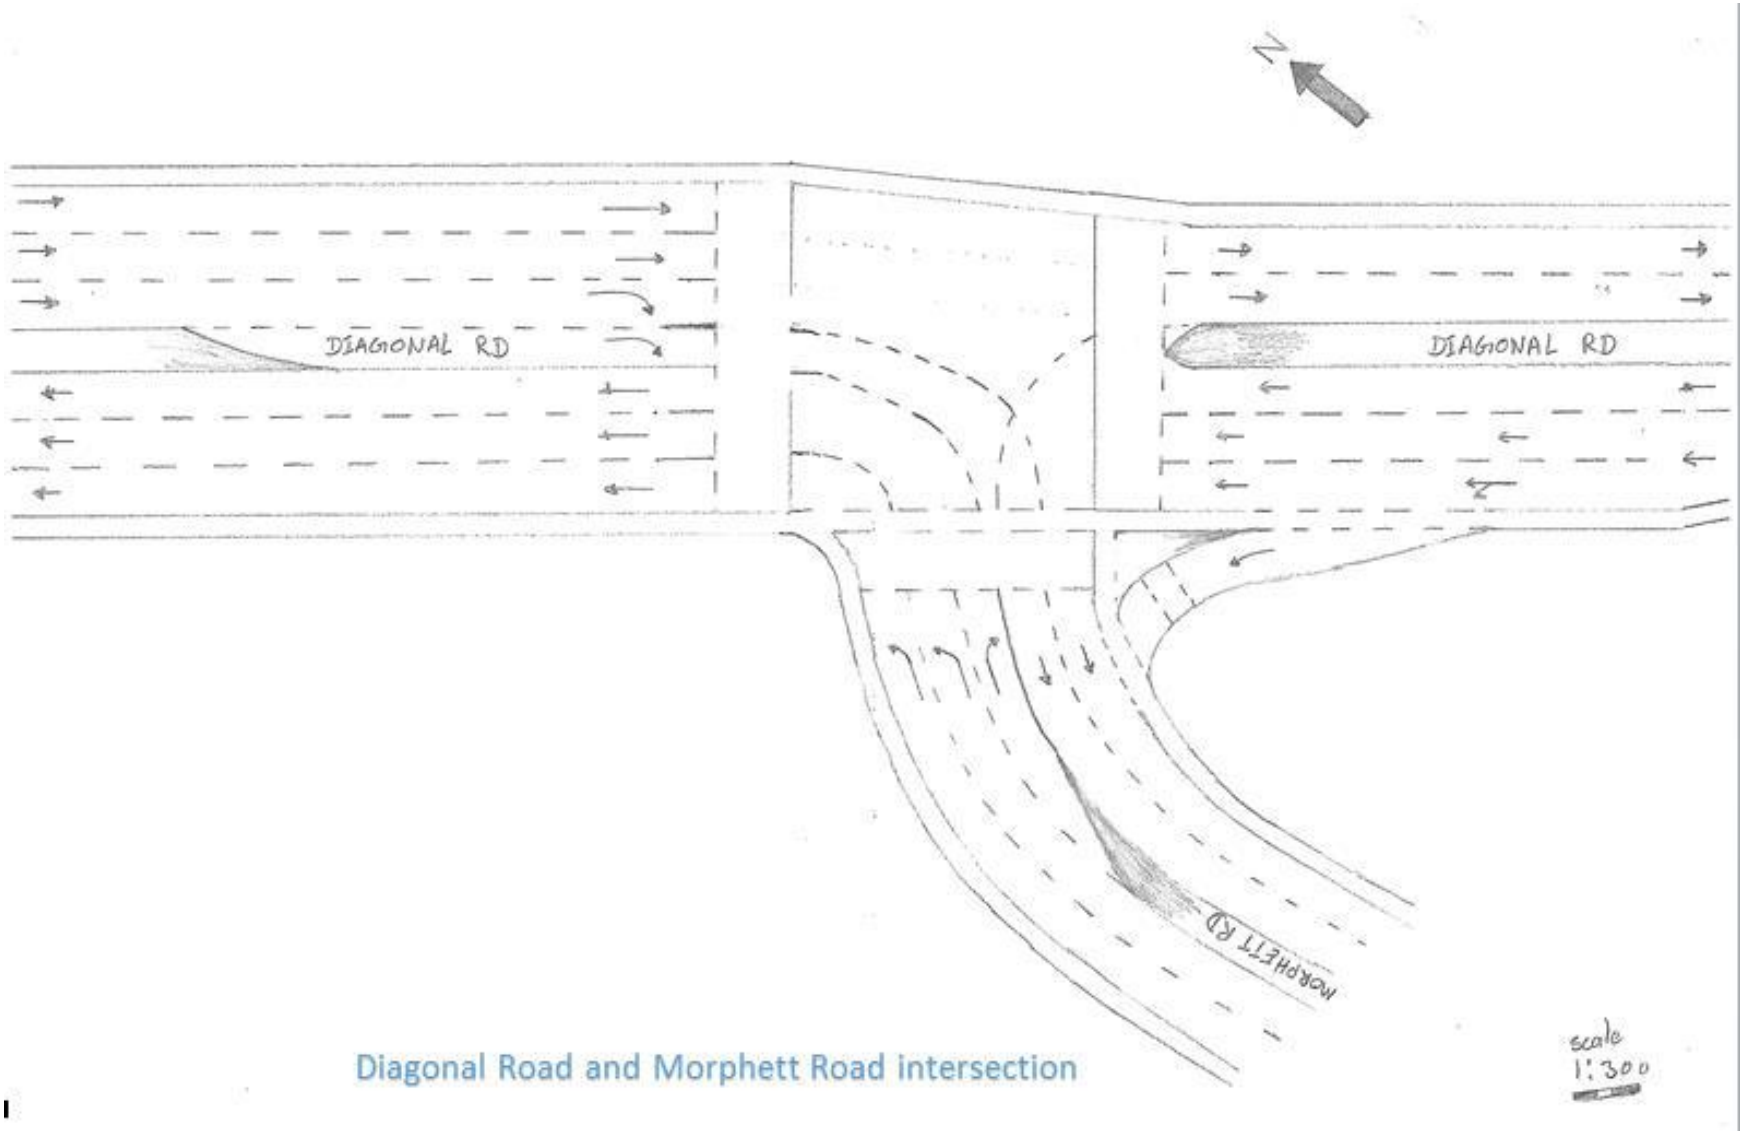 N
DIAGONAL RD
DIAGONAL RD
MORPHETT RD
Diagonal Road and Morphett Road intersection
scale
1:300